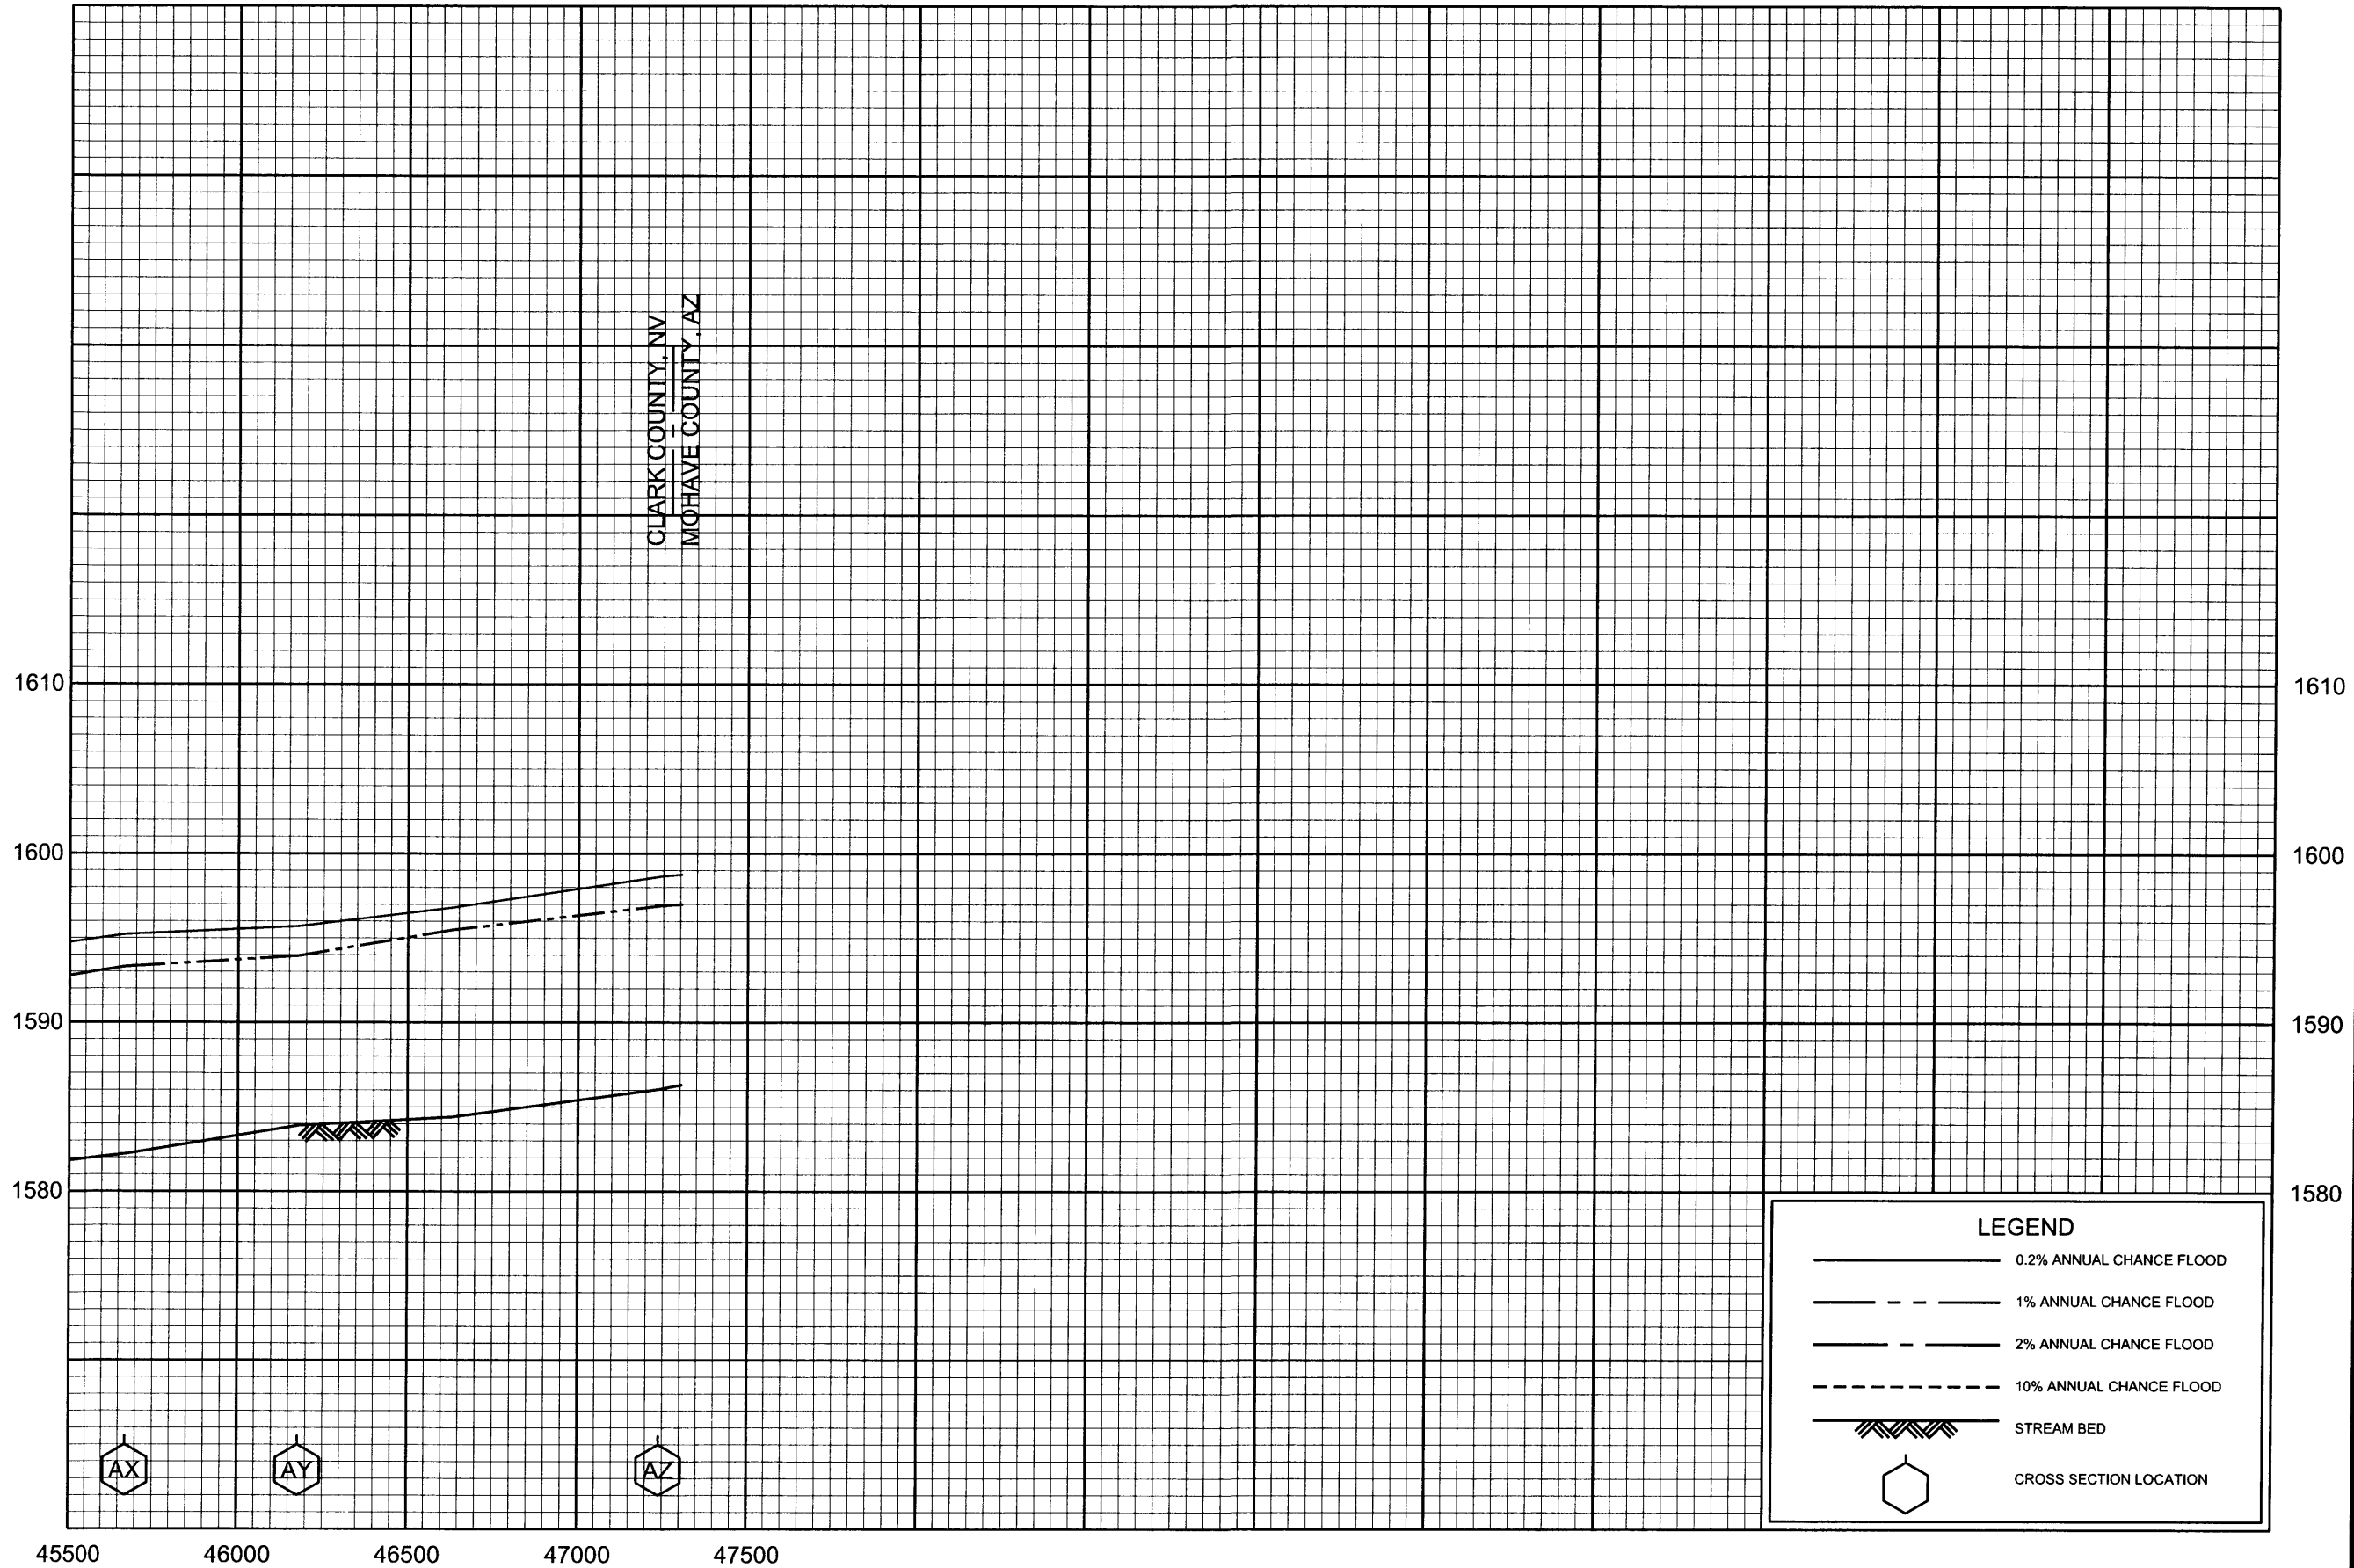 CLARK COUNTY, NV
MOHAVE COUNTY, AZ
1610
1610
1600
1600
1590
1590
1580
1580
LEGEND
0.2% ANNUAL CHANCE FLOOD
1% ANNUAL CHANCE FLOOD
2% ANNUAL CHANCE FLOOD
10% ANNUAL CHANCE FLOOD
STREAM BED
CROSS SECTION LOCATION
AX
AY
AZ
45500
46000
46500
47000
47500